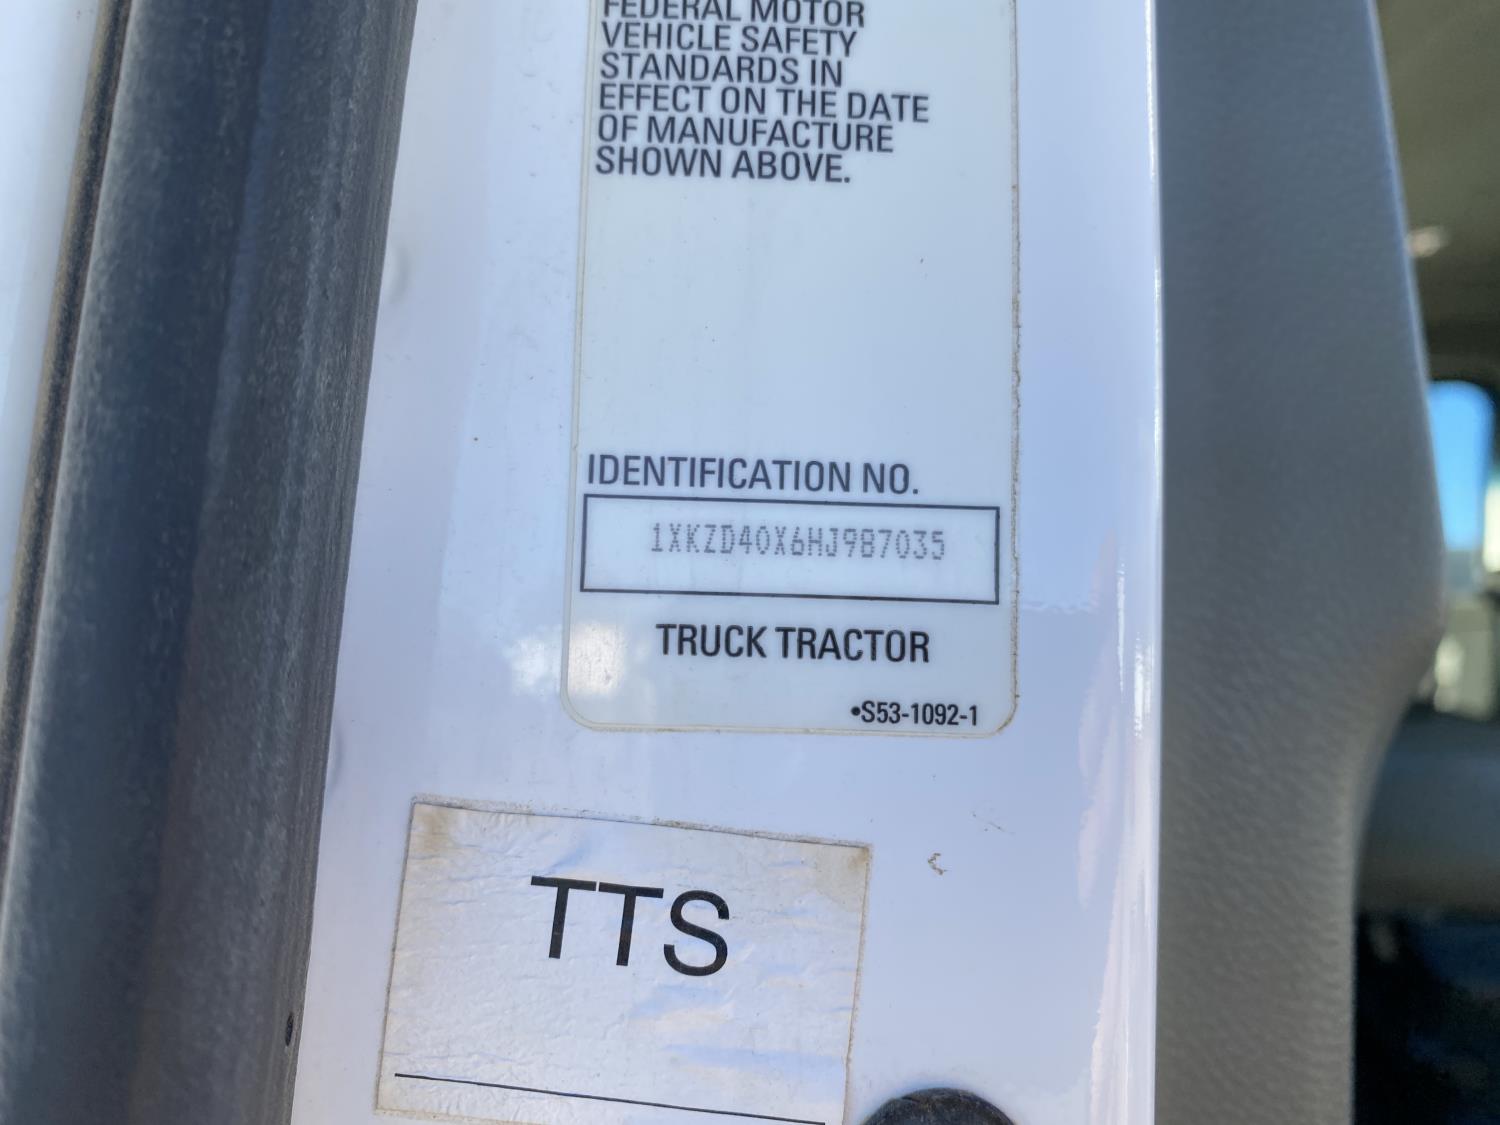 FEDERAL MOTOR
VEHICLE SAFETY
STANDARDS IN
EFFECT ON THE DATE
OF MANUFACTURE
SHOWN ABOVE.
IDENTIFICATION NO.
1XKZD40X6HJ987035
TRUCK TRACTOR
•S53-1092-1
TTS